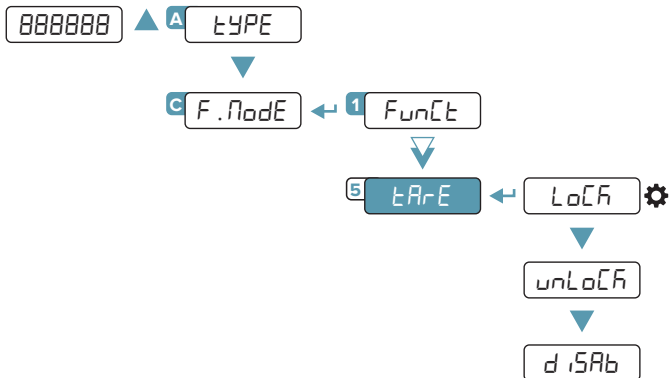 888888 A tYPE
C F.ModE 1 FunCt
5 tArE LoCK
unLoCK
diSAb